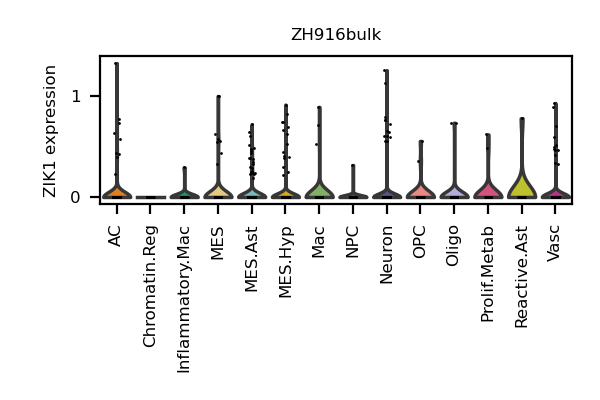 ZH916bulk
ZIK1 expression
1
0
AC
Chromatin.Reg
Inflammatory.Mac
MES
MES.Ast
MES.Hyp
Mac
NPC
Neuron
OPC
Oligo
Prolif.Metab
Reactive.Ast
Vasc